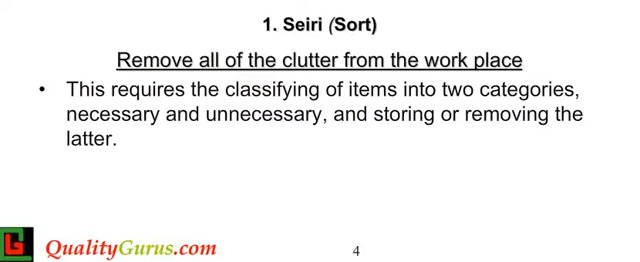 1. Seiri (Sort)
Remove all of the clutter from the work place
• This requires the classifying of items into two categories,
necessary and unnecessary, and storing or removing the
latter.
QualityGurus.com
4